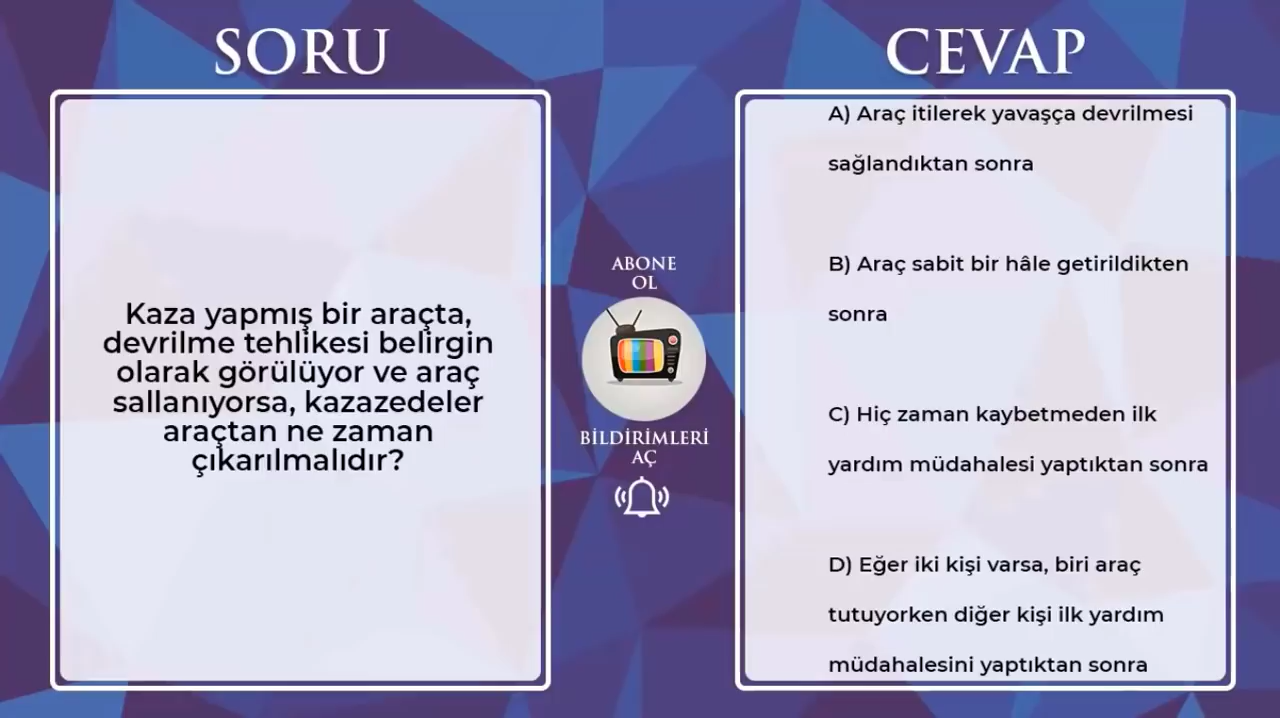 SORU
Kaza yapmış bir araçta,
devrilme tehlikesi belirgin
olarak görülüyor ve araç
sallanıyorsa, kazazedeler
araçtan ne zaman
çıkarılmalıdır?
ABONE
OL
BİLDİRİMLERİ
AÇ
CEVAP
A) Araç itilerek yavaşça devrilmesi
sağlandıktan sonra
B) Araç sabit bir hâle getirildikten
sonra
C) Hiç zaman kaybetmeden ilk
yardım müdahalesi yaptıktan sonra
D) Eğer iki kişi varsa, biri araç
tutuyorken diğer kişi ilk yardım
müdahalesini yaptıktan sonra